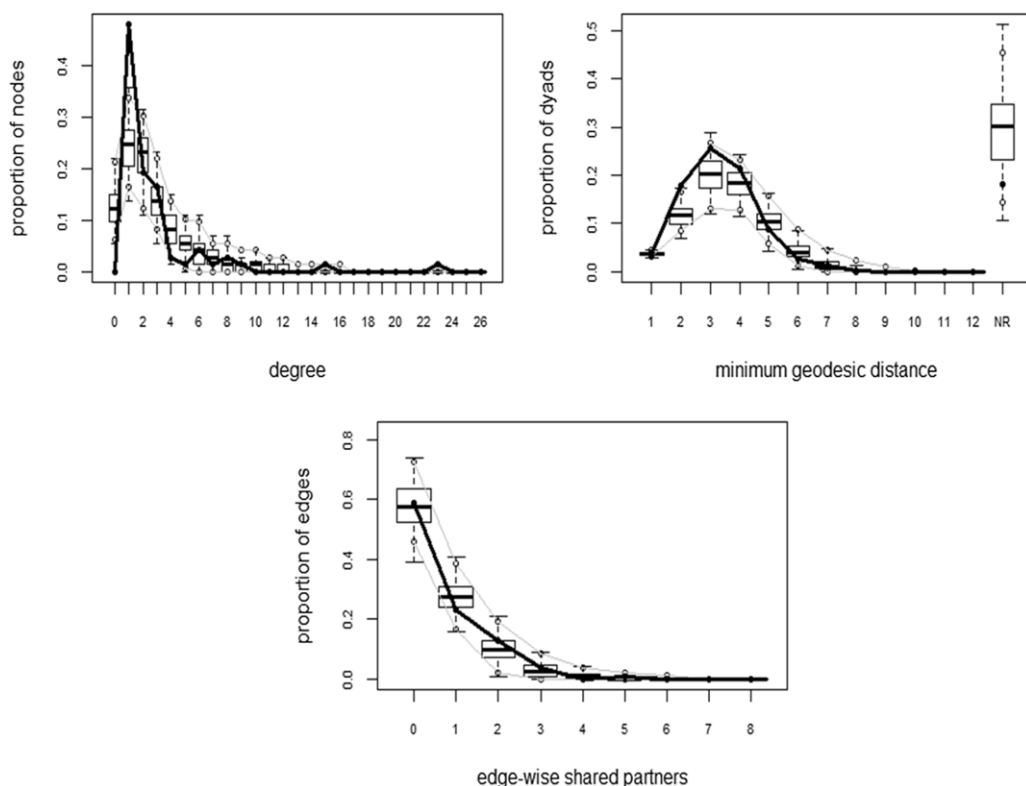 proportion of nodes
0.0 0.1 0.2 0.3 0.4
0 2 4 6 8 10 12 14 16 18 20 22 24 26
degree
proportion of dyads
0.0 0.1 0.2 0.3 0.4 0.5
1 2 3 4 5 6 7 8 9 10 11 12 NR
minimum geodesic distance
proportion of edges
0.0 0.2 0.4 0.6 0.8
0 1 2 3 4 5 6 7 8
edge-wise shared partners